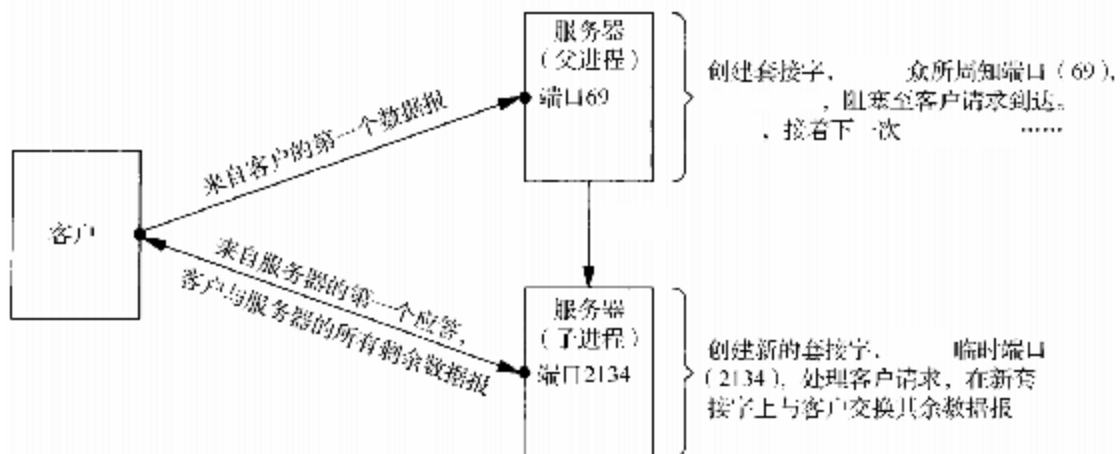 服务器
（父进程）
端口69
创建套接字、 众所周知端口（69）、
，阻塞至客户请求到达。
、接着下一次 ……
来自客户的第一个数据报
客户
来自服务器的第一个应答，
客户与服务器的所有剩余数据报
服务器
（子进程）
端口2134
创建新的套接字、 临时端口
（2134），处理客户请求，在新套
接字上与客户交换其余数据报